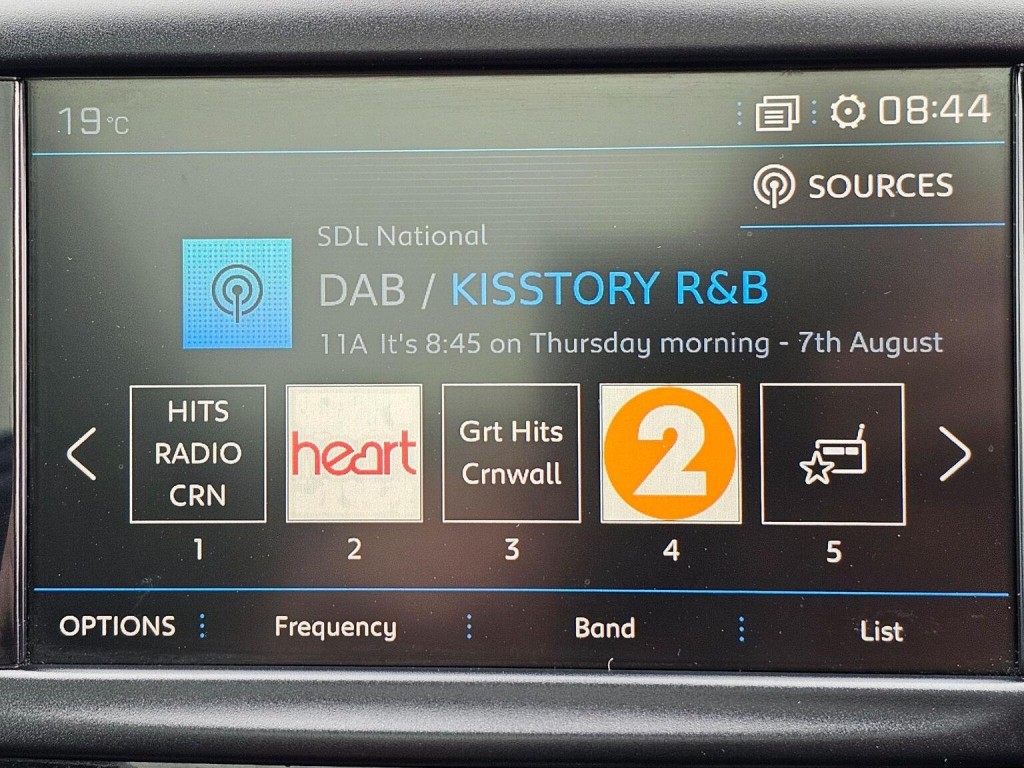 19°C
08:44
SOURCES
SDL National
DAB / KISSTORY R&B
11A It's 8:45 on Thursday morning - 7th August
HITS
RADIO
CRN
heart
Grt Hits
Crnwall
2
1
2
3
4
5
OPTIONS
Frequency
Band
List